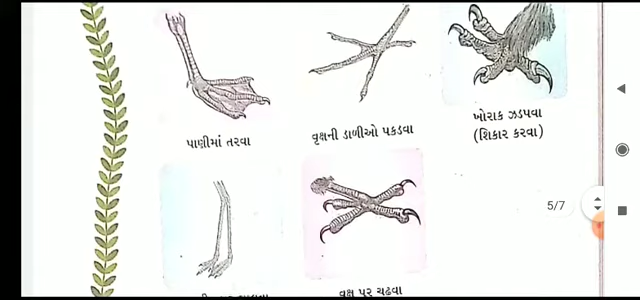 પાણીમાં તરવા
વૃક્ષની ડાળીઓ પકડવા
ખોરાક ઝડપવા
(શિકાર કરવા)
5/7
વૃક્ષ પર ચઢવા